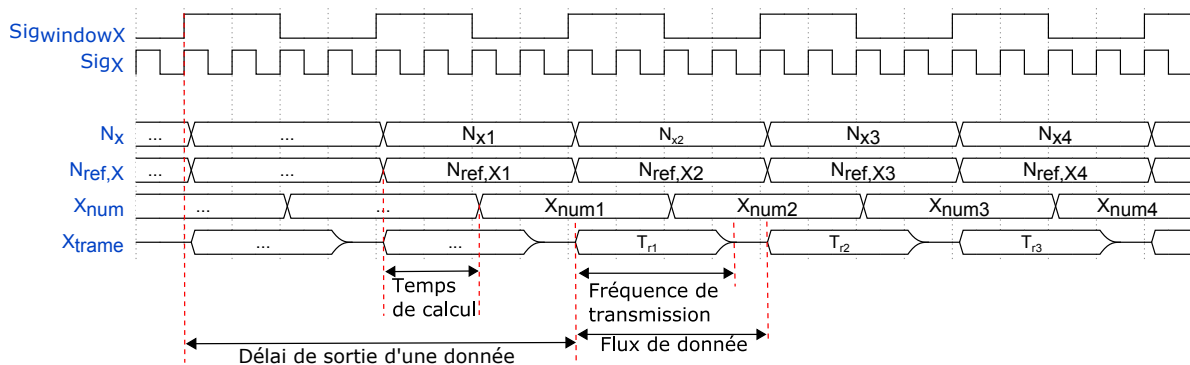 SigwindowX
SigX
Nx ... ... Nx1 Nx2 Nx3 Nx4
Nref,X ... ... Nref,X1 Nref,X2 Nref,X3 Nref,X4
Xnum ... ... Xnum1 Xnum2 Xnum3 Xnum4
Xtrame ... ... Tr1 Tr2 Tr3
Temps
de calcul
Fréquence de
transmission
Flux de donnée
Délai de sortie d'une donnée